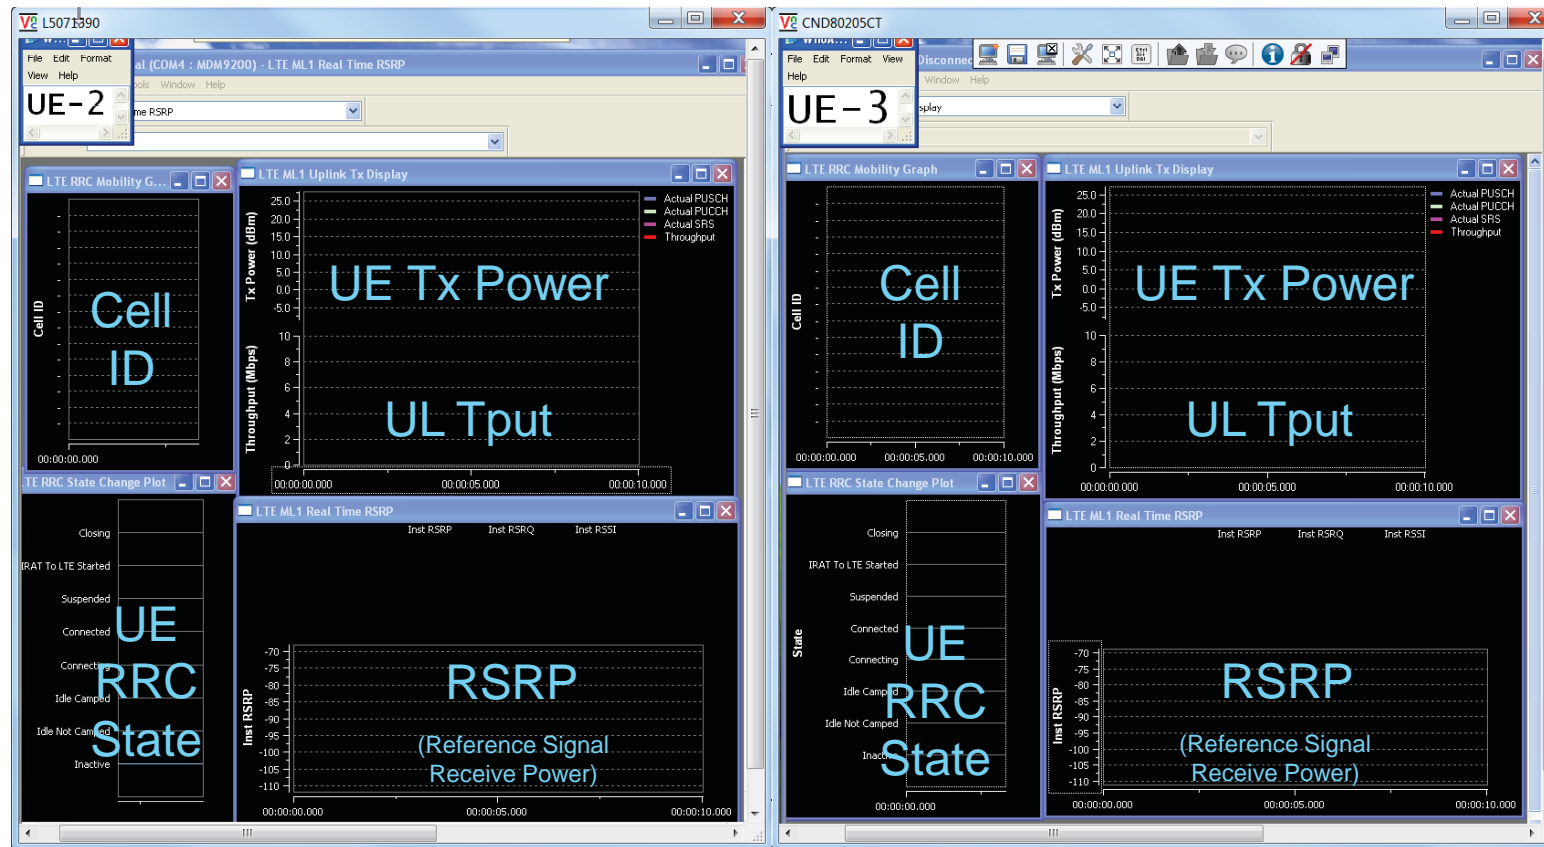 L5071390
W...
File Edit Format
View Help
UE-2
al (COM4 : MDM9200) - LTE ML1 Real Time RSRP
ols Window Help
me RSRP
LTE RRC Mobility G...
Cell ID
Cell
ID
00:00:00.000
LTE ML1 Uplink Tx Display
Actual PUSCH
Actual PUCCH
Actual SRS
Throughput
Tx Power (dBm)
25.0
20.0
15.0
10.0
5.0
0.0
-5.0
UE Tx Power
Throughput (Mbps)
10
8
6
4
2
0
UL Tput
00:00:00.000 00:00:05.000 00:00:10.000
LTE RRC State Change Plot
Closing
IRAT To LTE Started
Suspended
Connected
Connecting
Idle Camped
Idle Not Camped
Inactive
UE
RRC
State
LTE ML1 Real Time RSRP
Inst RSRP Inst RSRQ Inst RSSI
Inst RSRP
-70
-75
-80
-85
-90
-95
-100
-105
-110
RSRP
(Reference Signal
Receive Power)
00:00:00.000 00:00:05.000 00:00:10.000
CND80205CT
File Edit Format View
Help
UE-3
Disconnec
Window Help
splay
LTE RRC Mobility Graph
Cell ID
Cell
ID
00:00:00.000 00:00:05.000 00:00:10.000
LTE ML1 Uplink Tx Display
Actual PUSCH
Actual PUCCH
Actual SRS
Throughput
Tx Power (dBm)
25.0
20.0
15.0
10.0
5.0
0.0
-5.0
UE Tx Power
Throughput (Mbps)
10
8
6
4
2
0
UL Tput
00:00:00.000 00:00:05.000 00:00:10.000
LTE RRC State Change Plot
State
Closing
IRAT To LTE Started
Suspended
Connected
Connecting
Idle Camped
Idle Not Camped
Inactive
UE
RRC
State
00:00:00.000
LTE ML1 Real Time RSRP
Inst RSRP Inst RSRQ Inst RSSI
Inst RSRP
-70
-75
-80
-85
-90
-95
-100
-105
-110
RSRP
(Reference Signal
Receive Power)
00:00:00.000 00:00:05.000 00:00:10.000